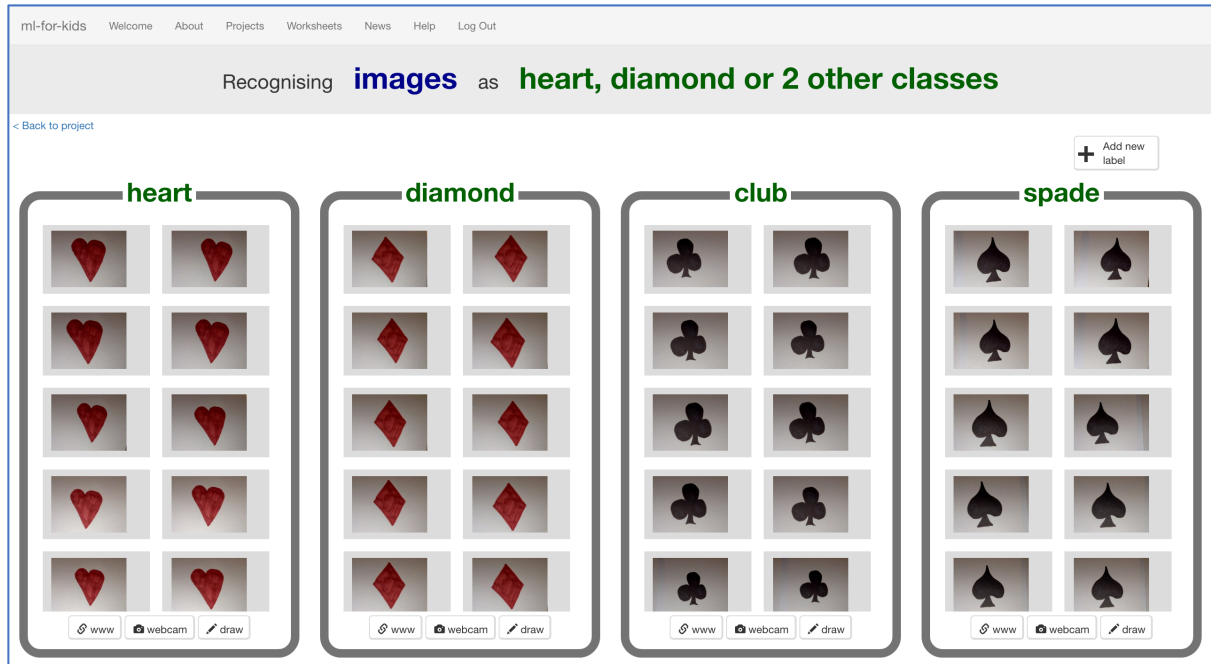 ml-for-kids Welcome About Projects Worksheets News Help Log Out
Recognising images as heart, diamond or 2 other classes
< Back to project
Add new
label
heart diamond club spade
www webcam draw www webcam draw www webcam draw www webcam draw